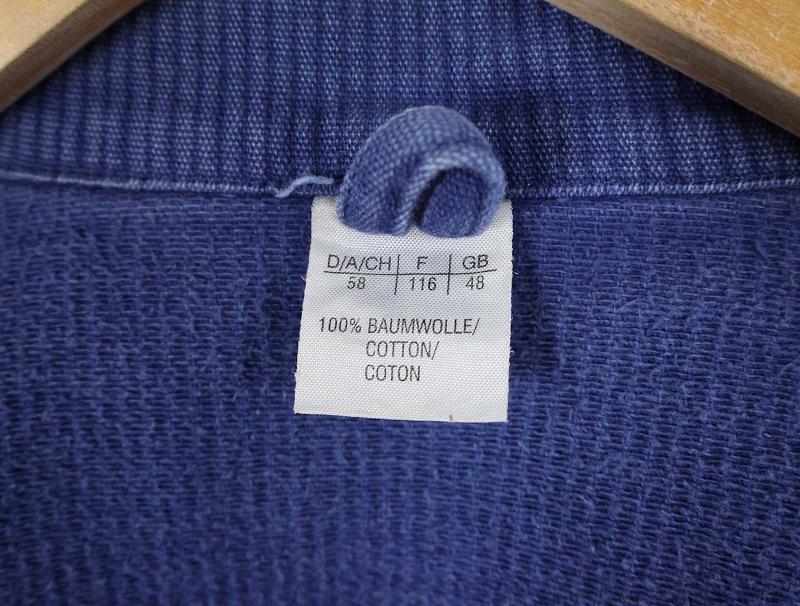 D/A/CH F GB
58 116 48
100% BAUMWOLLE/
COTTON/
COTON